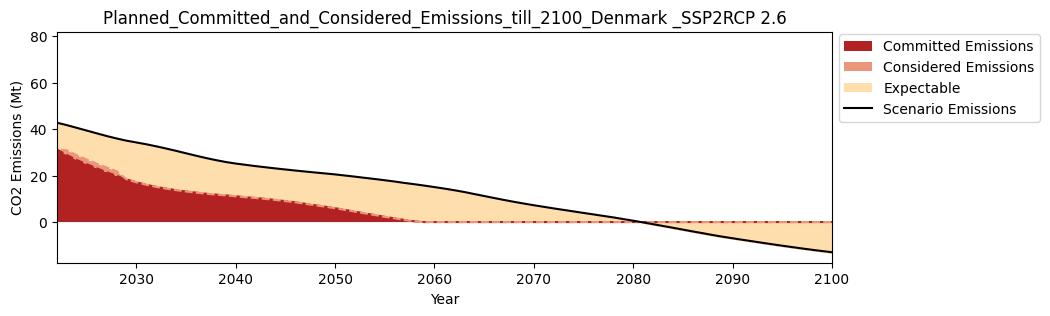 Planned_Committed_and_Considered_Emissions_till_2100_Denmark _SSP2RCP 2.6
80
60
40
20
0
CO2 Emissions (Mt)
2030 2040 2050 2060 2070 2080 2090 2100
Year
Committed Emissions
Considered Emissions
Expectable
Scenario Emissions